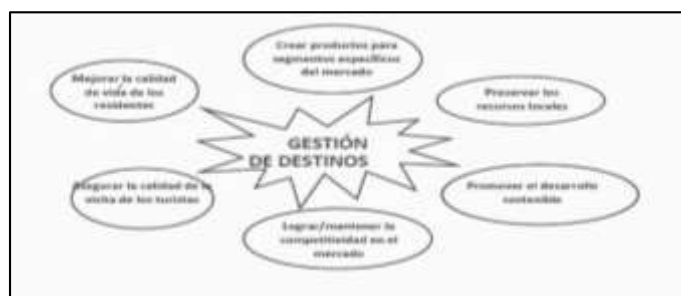 Crear productos para
segmentos específicos
del mercado
Mejorar la calidad
de vida de los
residentes
Preservar los
recursos locales
GESTIÓN
DE DESTINOS
Asegurar la calidad de la
visita de los turistas
Promover el desarrollo
sostenible
Lograr/mantener la
competitividad en el
mercado